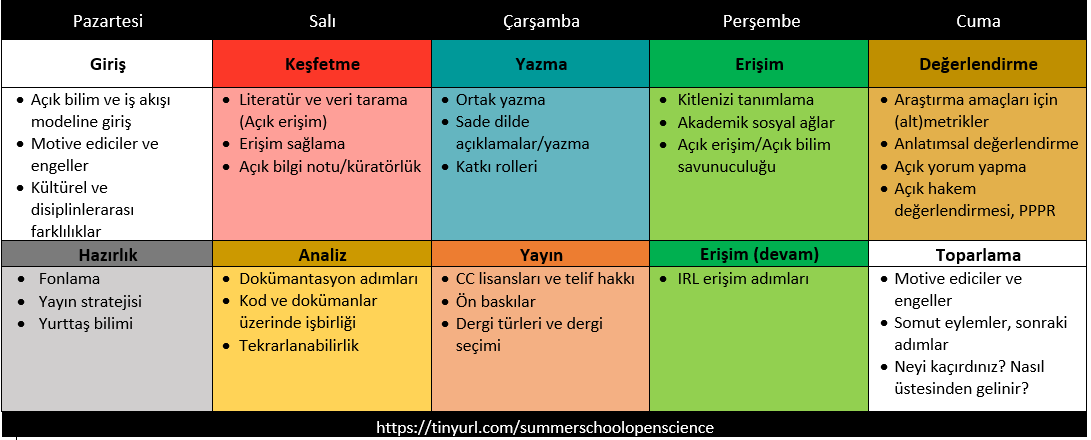 Pazartesi
Salı
Çarşamba
Perşembe
Cuma
Giriş
Keşfetme
Yazma
Erişim
Değerlendirme
• Açık bilim ve iş akışı
modeline giriş
• Motive ediciler ve
engeller
• Kültürel ve
disiplinlerarası
farklılıklar
• Literatür ve veri tarama
(Açık erişim)
• Erişim sağlama
• Açık bilgi notu/küratörlük
• Ortak yazma
• Sade dilde
açıklamalar/yazma
• Katkı rolleri
• Kitlenizi tanımlama
• Akademik sosyal ağlar
• Açık erişim/Açık bilim
savunuculuğu
• Araştırma amaçları için
(alt)metrikler
• Anlatımsal değerlendirme
• Açık yorum yapma
• Açık hakem
değerlendirmesi, PPPR
Hazırlık
Analiz
Yayın
Erişim (devam)
Toparlama
• Fonlama
• Yayın stratejisi
• Yurttaş bilimi
• Dokümantasyon adımları
• Kod ve dokümanlar
üzerinde işbirliği
• Tekrarlanabilirlik
• CC lisansları ve telif hakkı
• Ön baskılar
• Dergi türleri ve dergi
seçimi
• IRL erişim adımları
• Motive ediciler ve
engeller
• Somut eylemler, sonraki
adımlar
• Neyi kaçırdınız? Nasıl
üstesinden gelinir?
https://tinyurl.com/summerschoolopenscience